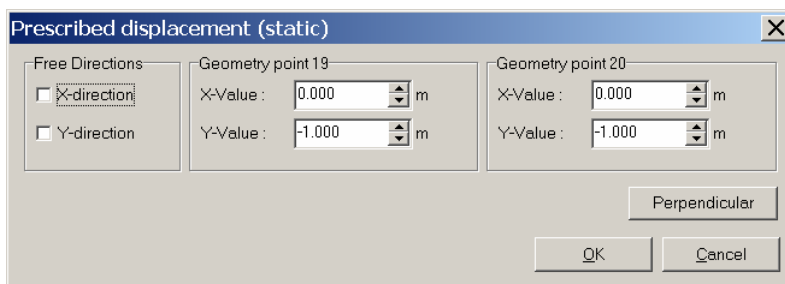 Prescribed displacement (static)
Free Directions Geometry point 19 Geometry point 20
X-direction X-Value : 0.000 m X-Value : 0.000 m
Y-direction Y-Value : -1.000 m Y-Value : -1.000 m
Perpendicular
OK Cancel